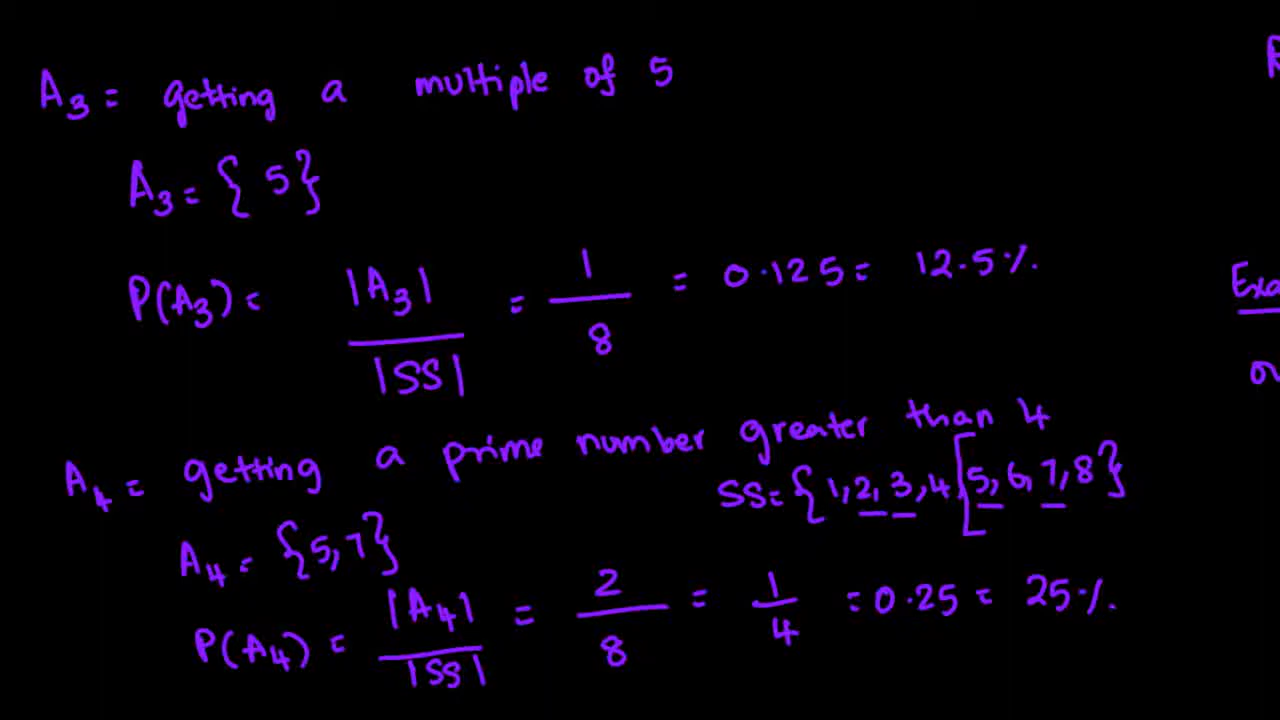 A₃ = getting a multiple of 5
A₃ = { 5}
P(A₃) = |A₃| / |SS| = 1 / 8 = 0.125 = 12.5%.
A₄ = getting a prime number greater than 4
SS = {1, 2, 3, 4, [5, 6, 7, 8}
A₄ = {5, 7}
P(A₄) = |A₄| / |SS| = 2 / 8 = 1 / 4 = 0.25 = 25%.
Exa